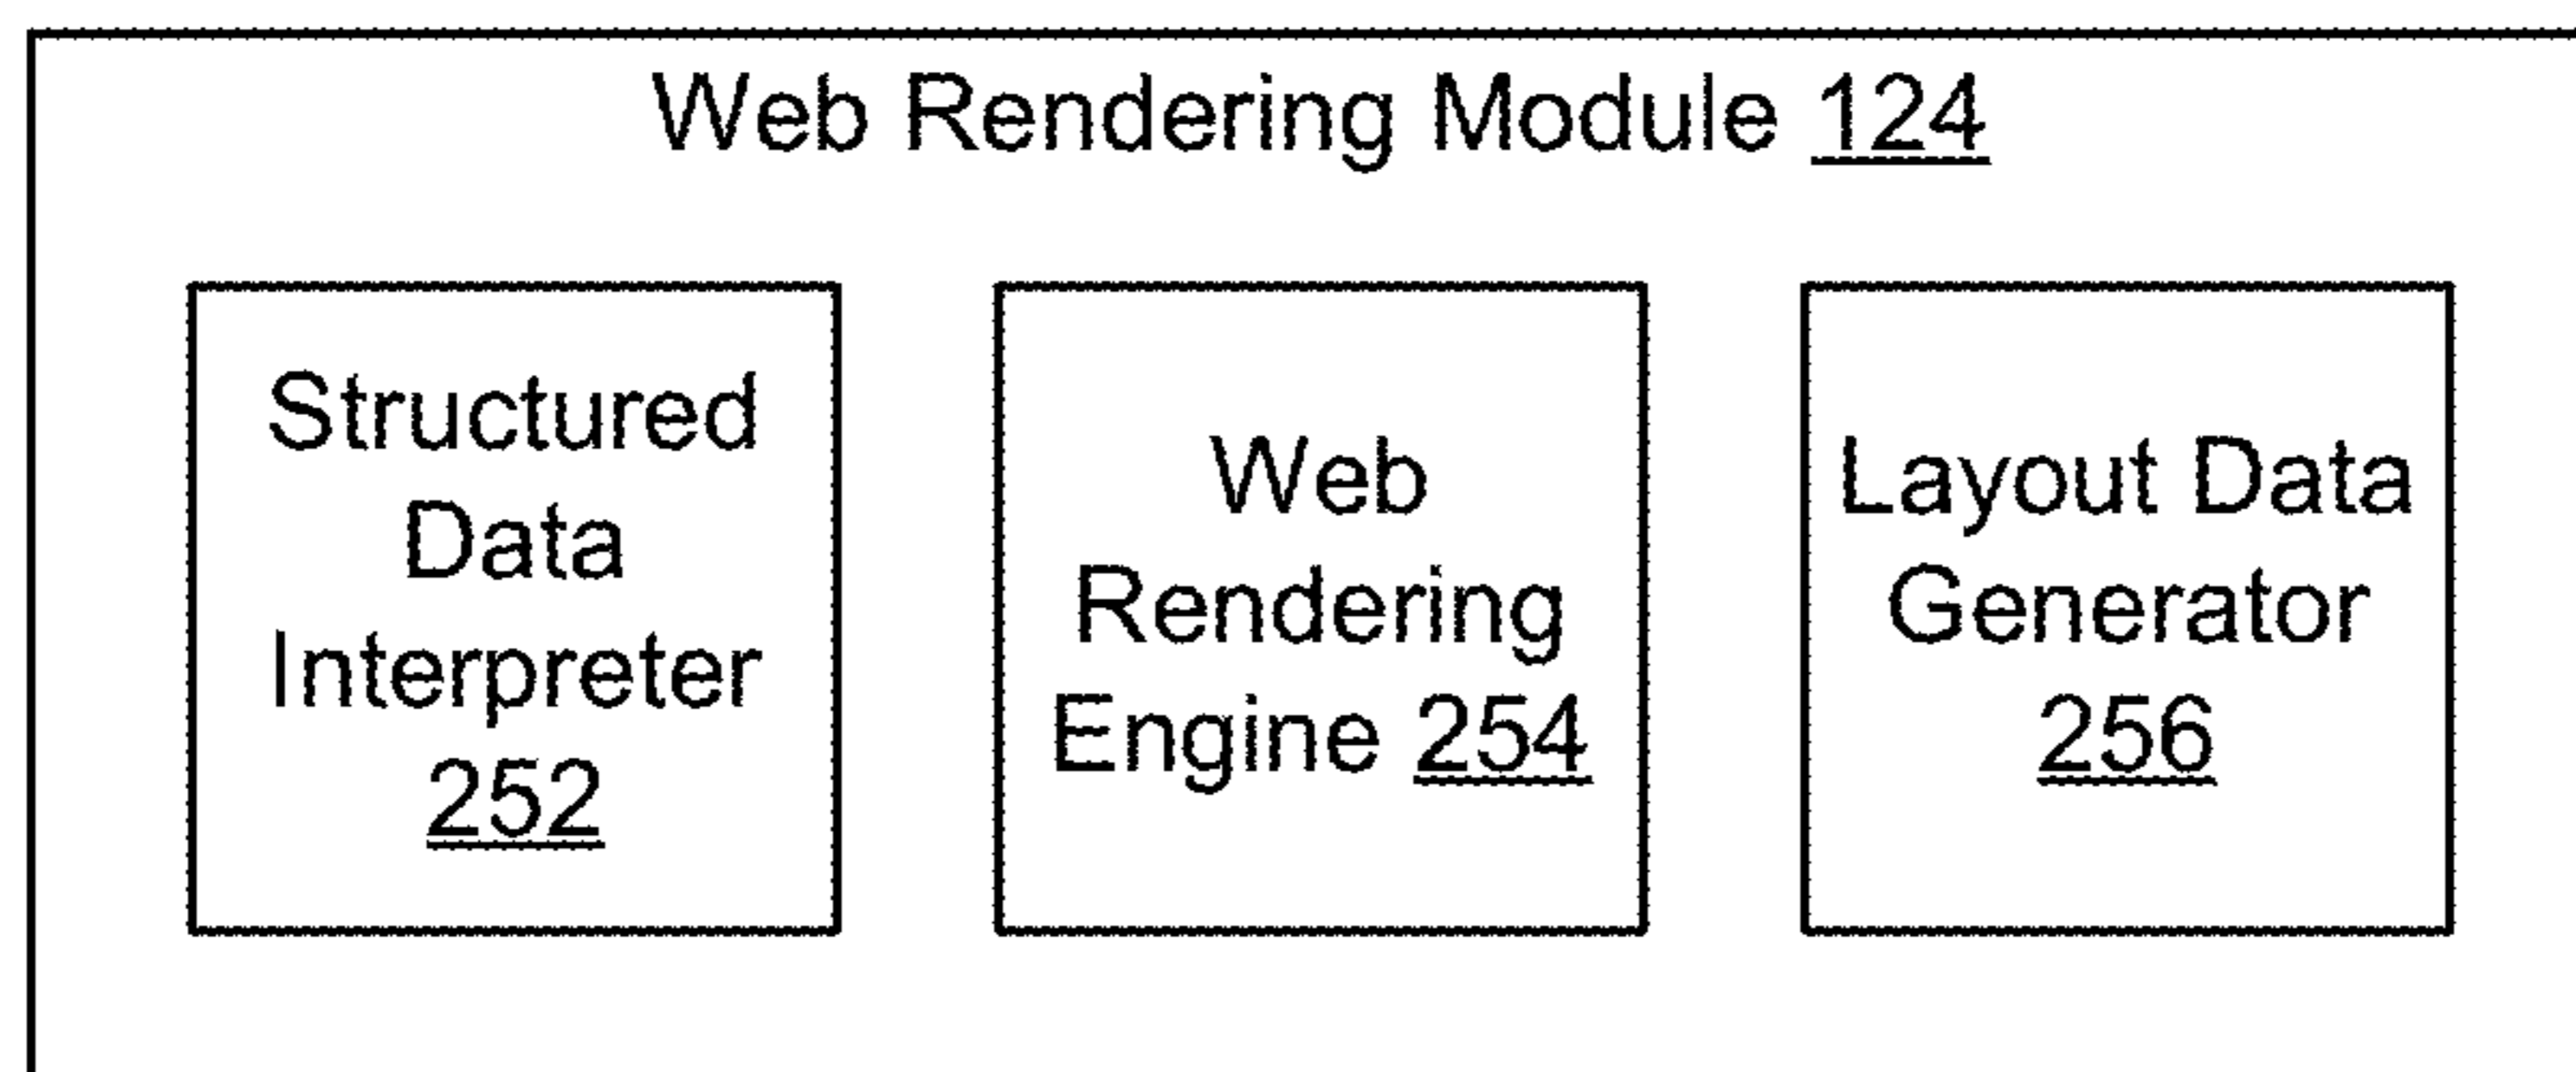 Web Rendering Module 124
Structured
Data
Interpreter
252
Web
Rendering
Engine 254
Layout Data
Generator
256